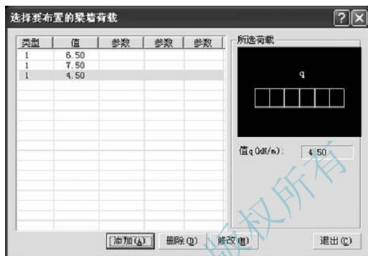 选择要布置的梁墙荷载
类型 值 参数 参数 参数
1 6.50
1 7.50
1 4.50
所选荷载
q
值q(kN/m): 4.50
添加(A) 删除(D) 修改(M) 退出(C)
版权所有